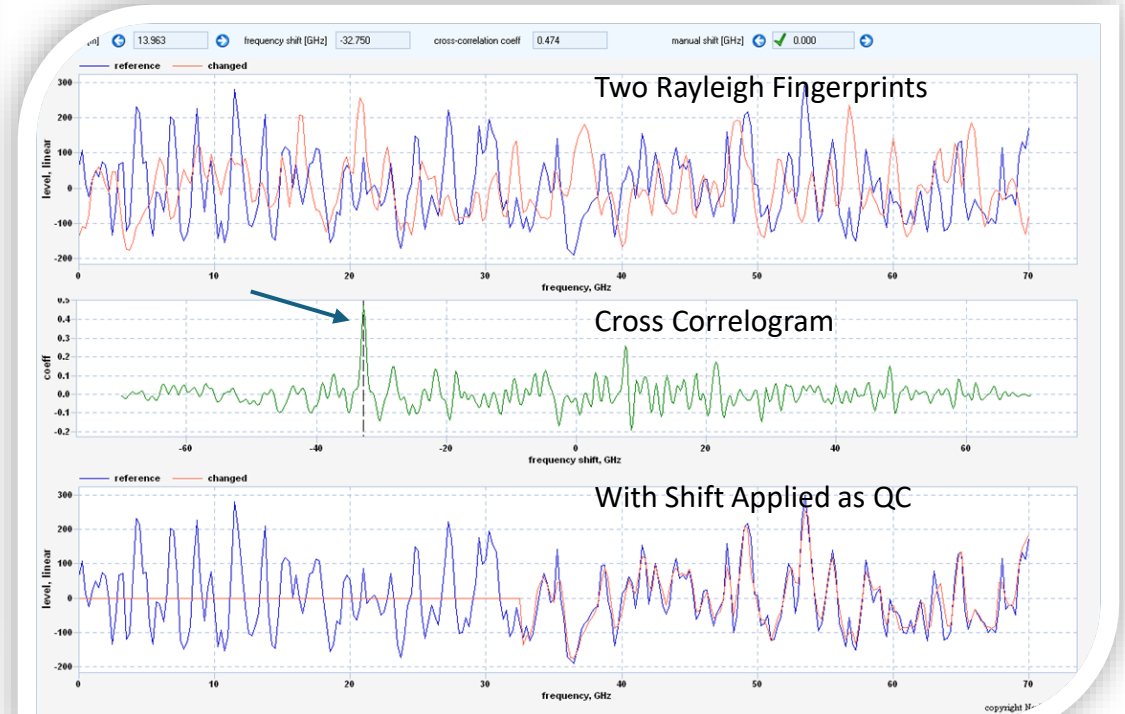 13.963 frequency shift [GHz] -32.750 cross-correlation coeff 0.474 manual shift [GHz] 0.000
reference changed
Two Rayleigh Fingerprints
300
200
100
0
-100
-200
level, linear
0 10 20 30 40 50 60 70
frequency, GHz
Cross Correlogram
0.5
0.4
0.3
0.2
0.1
0.0
-0.1
-0.2
coeff
-60 -40 -20 0 20 40 60
frequency shift, GHz
reference changed
With Shift Applied as QC
300
200
100
0
-100
-200
level, linear
0 10 20 30 40 50 60 70
frequency, GHz
copyright